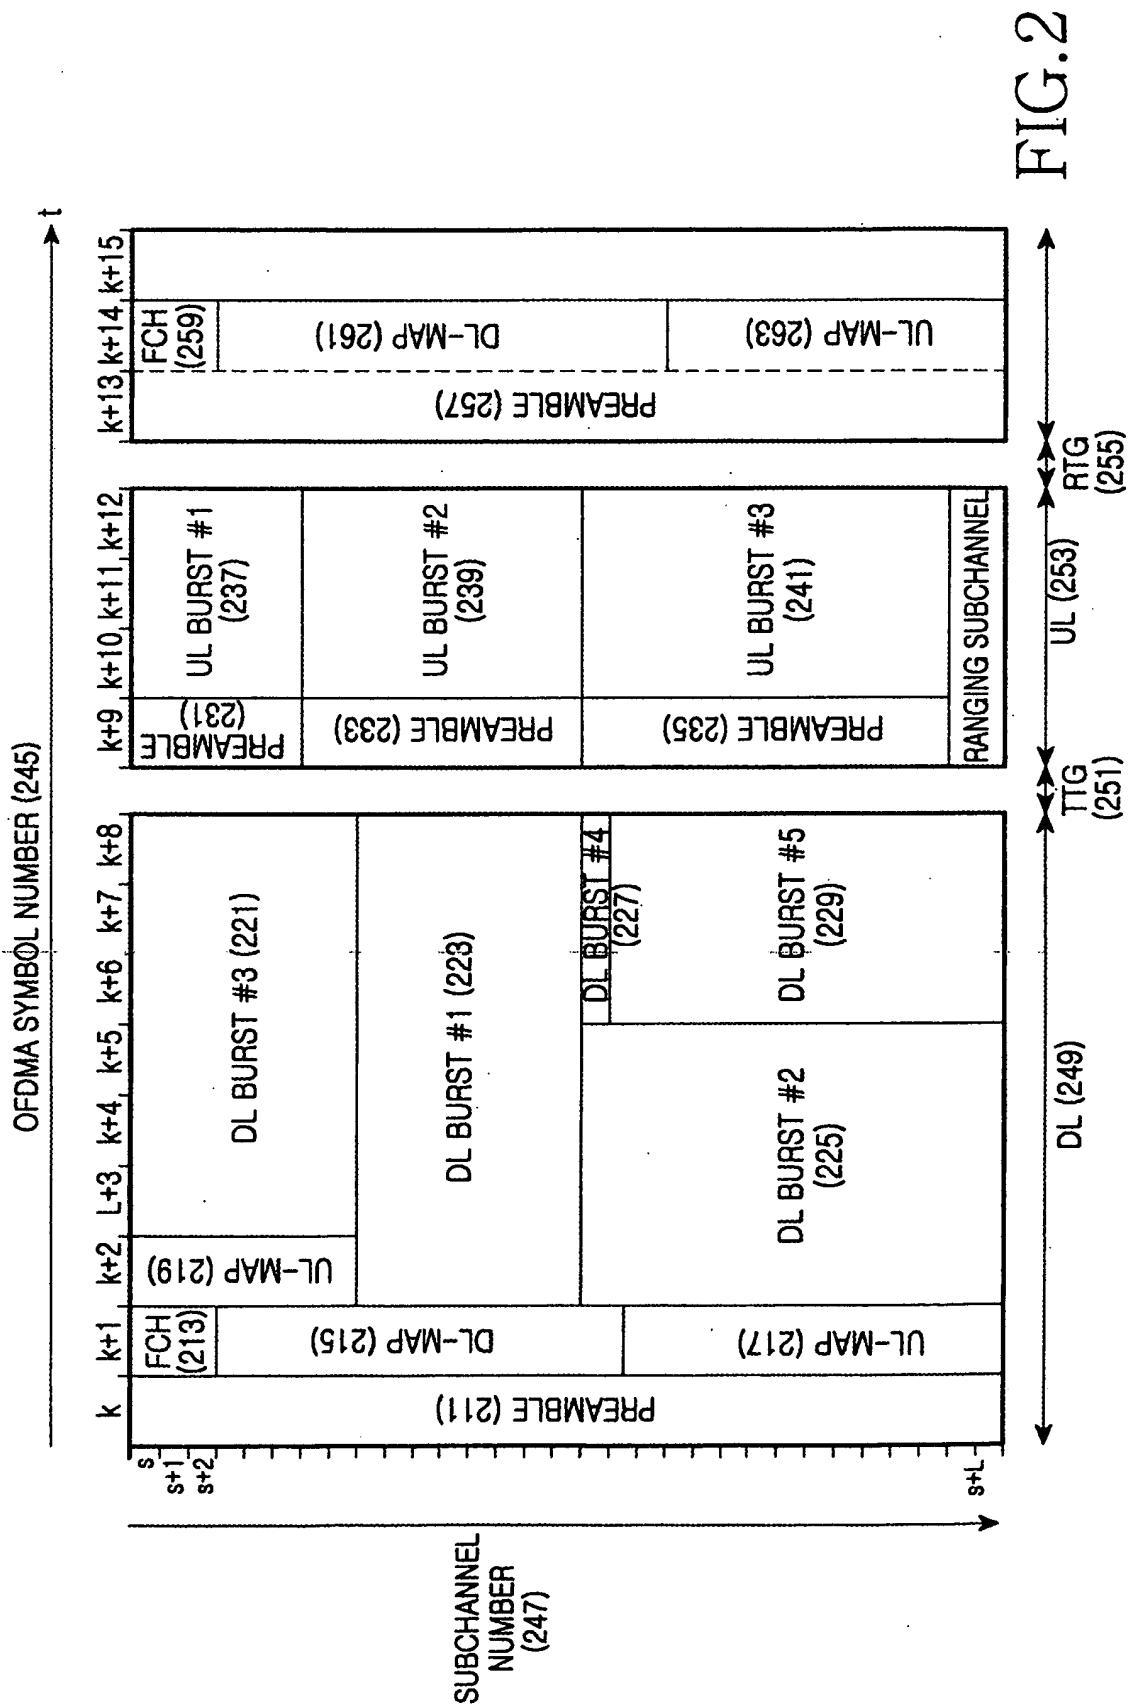 OFDMA SYMBOL NUMBER (245)
t
k
k+1
k+2
L+3
k+4
k+5
k+6
k+7
k+8
k+9
k+10
k+11
k+12
k+13
k+14
k+15
SUBCHANNEL
NUMBER
(247)
s
s+1
s+2
s+L
PREAMBLE (211)
FCH
(213)
DL-MAP (215)
UL-MAP (217)
UL-MAP (219)
DL BURST #3 (221)
DL BURST #1 (223)
DL BURST #2
(225)
DL BURST #4
(227)
DL BURST #5
(229)
PREAMBLE
(231)
PREAMBLE (233)
PREAMBLE (235)
UL BURST #1
(237)
UL BURST #2
(239)
UL BURST #3
(241)
RANGING SUBCHANNEL
PREAMBLE (257)
FCH
(259)
DL-MAP (261)
UL-MAP (263)
DL (249)
TTG
(251)
UL (253)
RTG
(255)
FIG.2